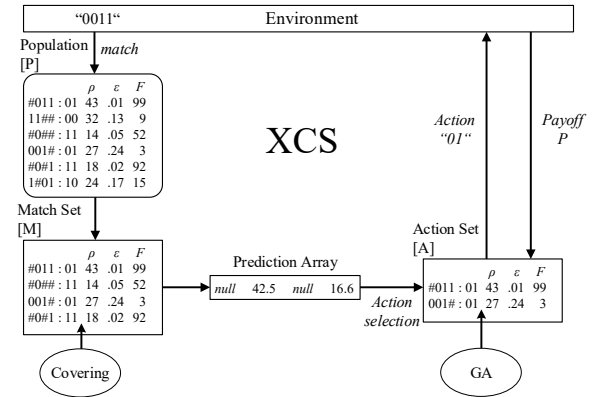 “0011“ Environment
Population
[P]
match
ρ ε F
#011 : 01 43 .01 99
11## : 00 32 .13 9
#0## : 11 14 .05 52
001# : 01 27 .24 3
#0#1 : 11 18 .02 92
1#01 : 10 24 .17 15
XCS
Action
“01“
Payoff
P
Match Set
[M]
ρ ε F
#011 : 01 43 .01 99
#0## : 11 14 .05 52
001# : 01 27 .24 3
#0#1 : 11 18 .02 92
Prediction Array
null 42.5 null 16.6
Action
selection
Action Set
[A]
ρ ε F
#011 : 01 43 .01 99
001# : 01 27 .24 3
Covering
GA